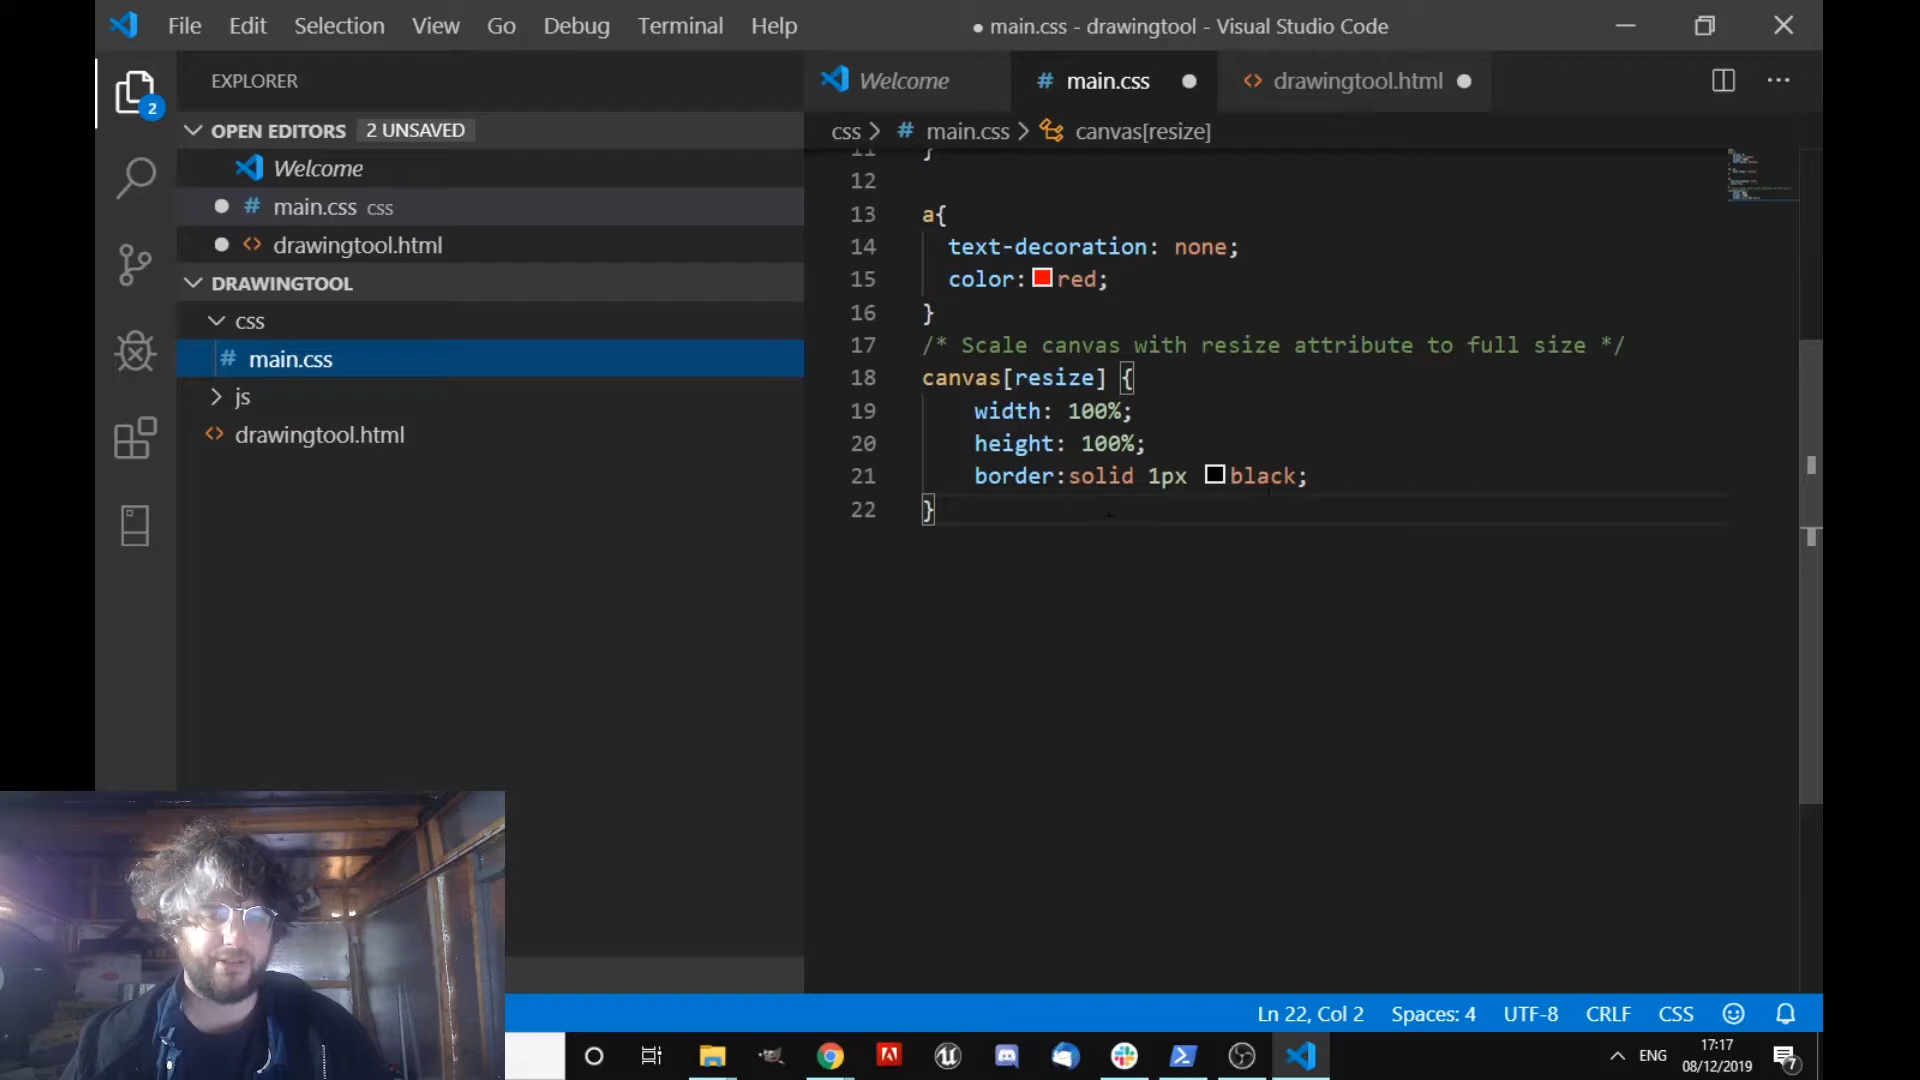 File Edit Selection View Go Debug Terminal Help
● main.css - drawingtool - Visual Studio Code
EXPLORER
2
OPEN EDITORS 2 UNSAVED
Welcome
# main.css css
<> drawingtool.html
DRAWINGTOOL
css
# main.css
js
<> drawingtool.html
Welcome # main.css ● <> drawingtool.html ●
css > # main.css > canvas[resize]
11 }
12
13 a{
14 text-decoration: none;
15 color: red;
16 }
17 /* Scale canvas with resize attribute to full size */
18 canvas[resize] {
19 width: 100%;
20 height: 100%;
21 border:solid 1px black;
22 }
Ln 22, Col 2 Spaces: 4 UTF-8 CRLF CSS
ENG
17:17
08/12/2019
7